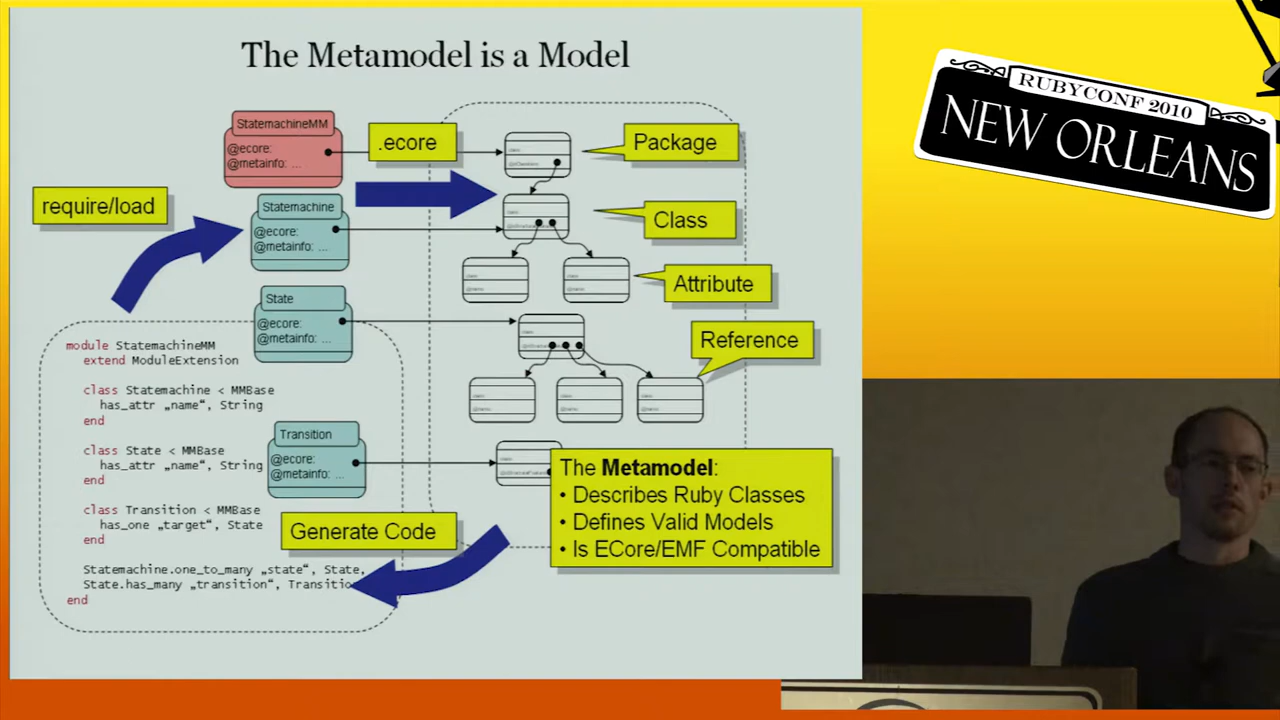 The Metamodel is a Model
RUBYCONF 2010
NEW ORLEANS
StatemachineMM
@ecore:
@metainfo: ...
.ecore
Package
require/load
Statemachine
@ecore:
@metainfo: ...
Class
Attribute
State
@ecore:
@metainfo: ...
Reference
module StatemachineMM
extend ModuleExtension
class Statemachine < MMBase
has_attr „name“, String
end
class State < MMBase
has_attr „name“, String
end
class Transition < MMBase
has_one „target“, State
end
Statemachine.one_to_many „state“, State,
State.has_many „transition“, Transitio
end
Transition
@ecore:
@metainfo: ...
Generate Code
The Metamodel:
• Describes Ruby Classes
• Defines Valid Models
• Is ECore/EMF Compatible